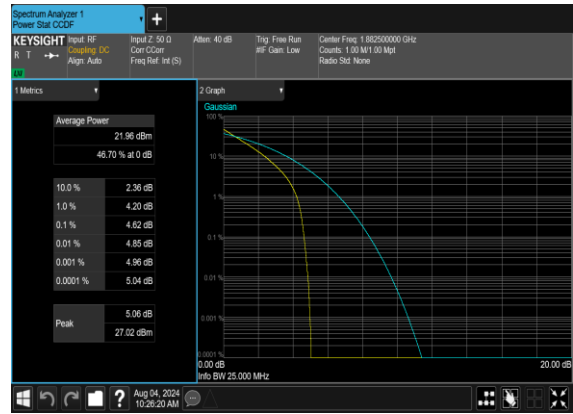 Spectrum Analyzer 1
Power Stat CCDF
KEYSIGHT
R T
LW
Input: RF
Coupling: DC
Align: Auto
Input Z: 50 Ω
Corr CCorr
Freq Ref: Int (S)
Atten: 40 dB
Trig: Free Run
#IF Gain: Low
Center Freq: 1.882500000 GHz
Counts: 1.00 M/1.00 Mpt
Radio Std: None
1 Metrics
Average Power
21.96 dBm
46.70 % at 0 dB
10.0 % 2.36 dB
1.0 % 4.20 dB
0.1 % 4.62 dB
0.01 % 4.85 dB
0.001 % 4.96 dB
0.0001 % 5.04 dB
Peak
5.06 dB
27.02 dBm
2 Graph
Gaussian
100 %
10 %
1 %
0.1 %
0.01 %
0.001 %
0.0001 %
0.00 dB
20.00 dB
Info BW 25.000 MHz
?
Aug 04, 2024
10:26:20 AM